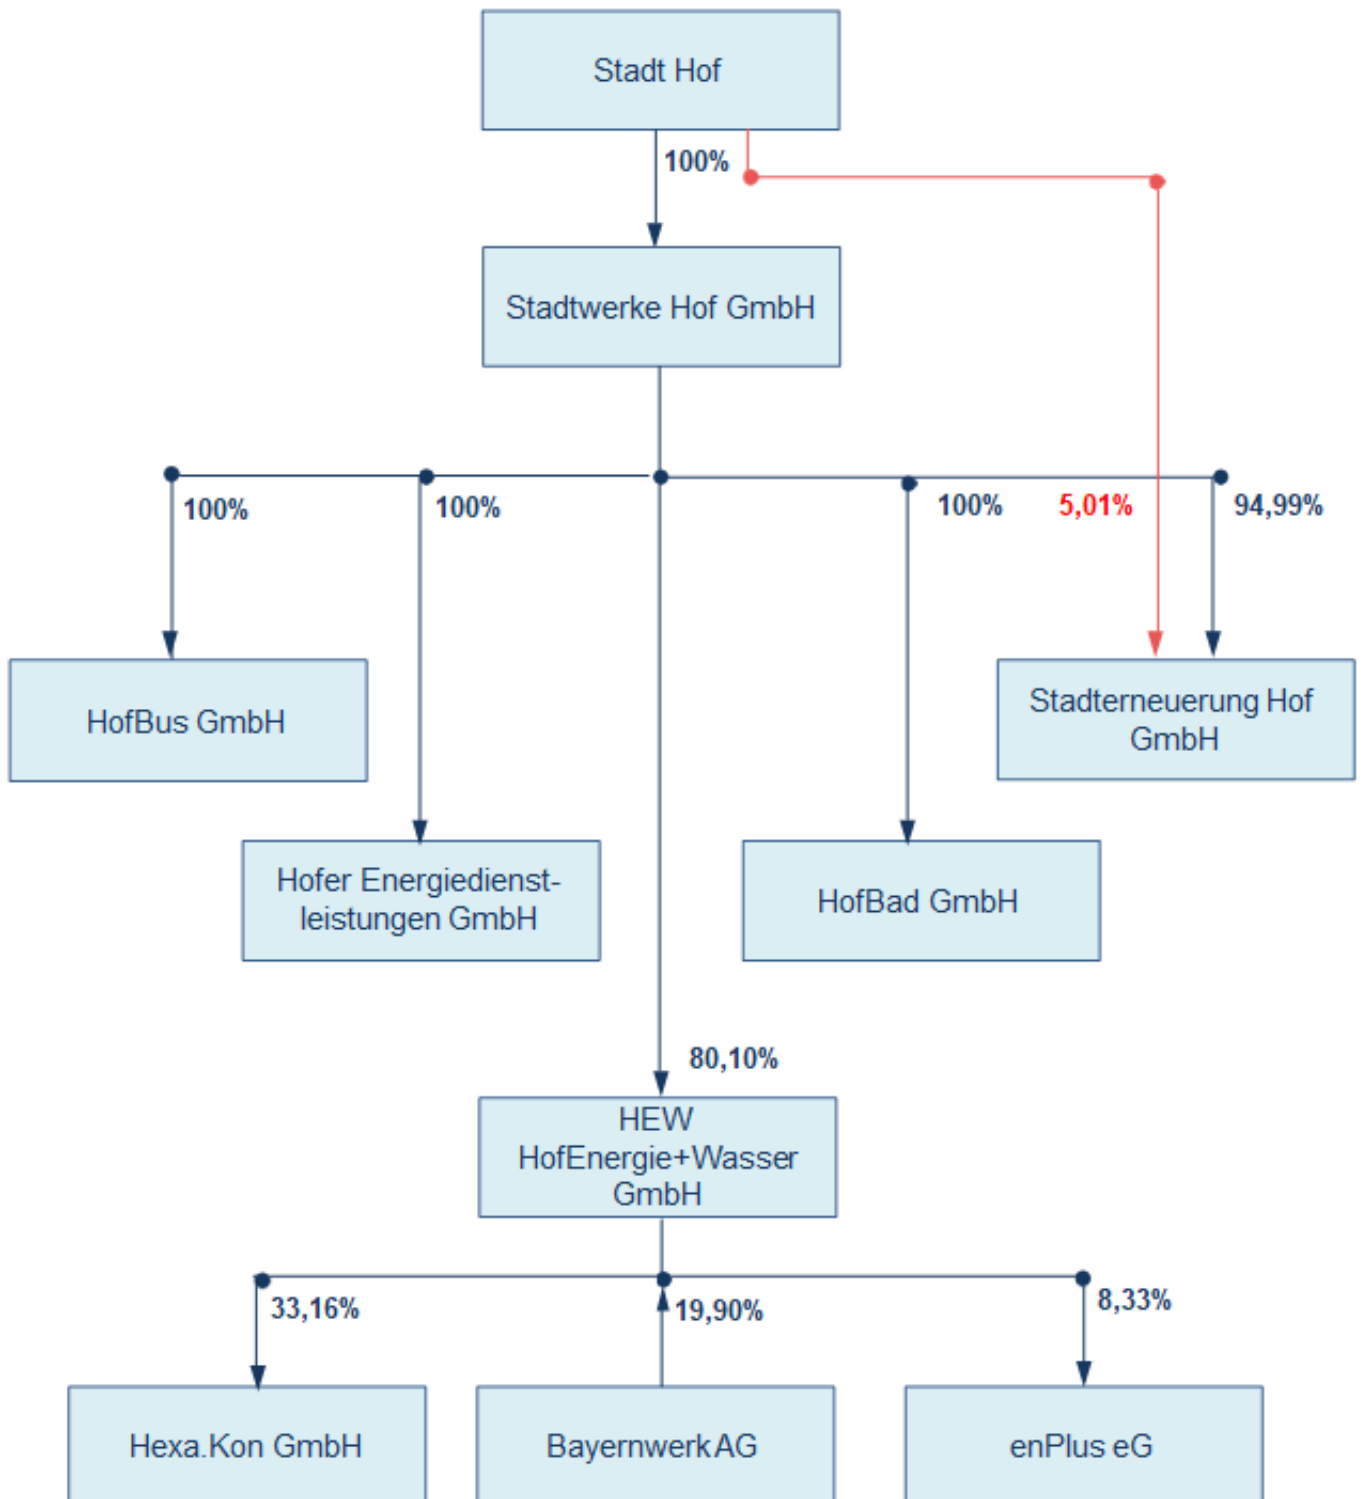 Stadt Hof
100%
Stadtwerke Hof GmbH
100%
100%
100%
5,01%
94,99%
HofBus GmbH
Stadterneuerung Hof
GmbH
Hofer Energiedienst-
leistungen GmbH
HofBad GmbH
80,10%
HEW
HofEnergie+Wasser
GmbH
33,16%
19,90%
8,33%
Hexa.Kon GmbH
Bayernwerk AG
enPlus eG